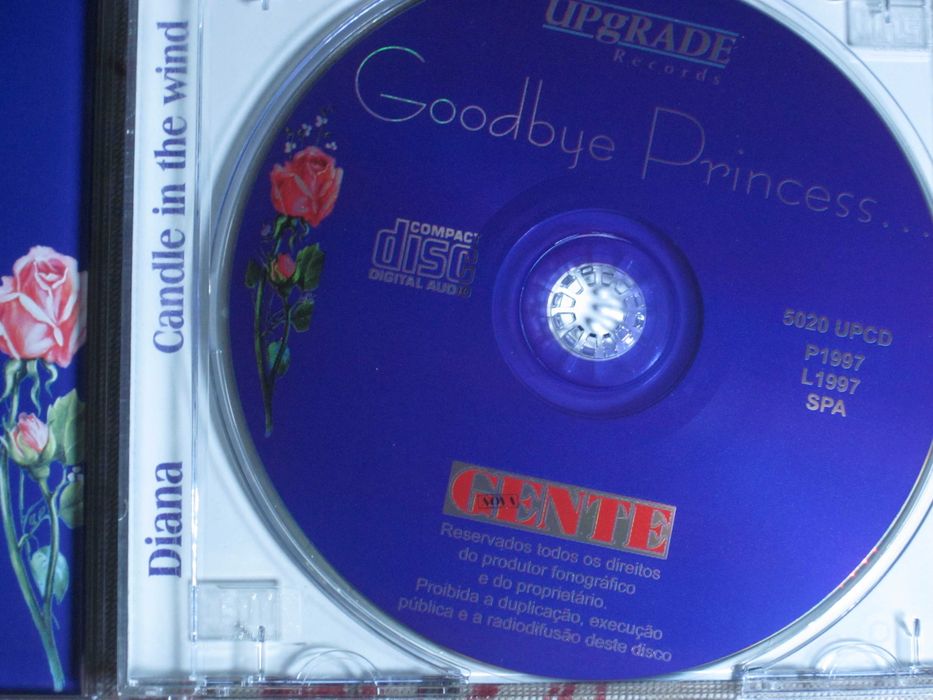 Diana Candle in the wind
UPgRADE
Records
Goodbye Princess...
COMPACT
disc
DIGITAL AUDIO
5020 UPCD
P1997
L1997
SPA
NOVA
GENTE
Reservados todos os direitos
do produtor fonográfico
e do proprietário.
Proibida a duplicação, execução
pública e a radiodifusão deste disco